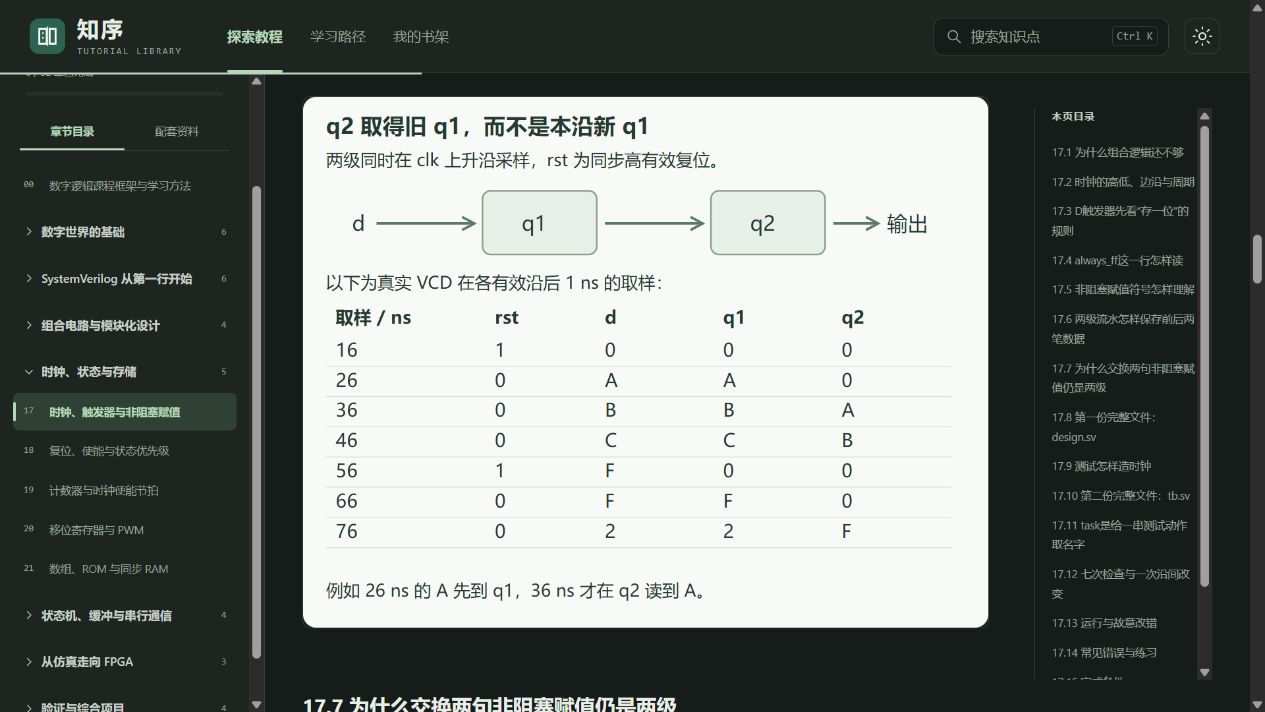 知序
TUTORIAL LIBRARY
探索教程
学习路径
我的书架
搜索知识点
Ctrl K
章节目录
配套资料
00 数字逻辑课程框架与学习方法
数字世界的基础 6
SystemVerilog 从第一行开始 6
组合电路与模块化设计 4
时钟、状态与存储 5
17 时钟、触发器与非阻塞赋值
18 复位、使能与状态优先级
19 计数器与时钟使能节拍
20 移位寄存器与 PWM
21 数组、ROM 与同步 RAM
状态机、缓冲与串行通信 4
从仿真走向 FPGA 3
验证与综合项目 4
q2 取得旧 q1，而不是本沿新 q1
两级同时在 clk 上升沿采样，rst 为同步高有效复位。
d q1 q2 输出
以下为真实 VCD 在各有效沿后 1 ns 的取样：
取样 / ns rst d q1 q2
16 1 0 0 0
26 0 A A 0
36 0 B B A
46 0 C C B
56 1 F 0 0
66 0 F F 0
76 0 2 2 F
例如 26 ns 的 A 先到 q1，36 ns 才在 q2 读到 A。
17.7 为什么交换两句非阻塞赋值仍是两级
本页目录
17.1 为什么组合逻辑还不够
17.2 时钟的高低、边沿与周期
17.3 D触发器先看“存一位”的
规则
17.4 always_ff这一行怎样读
17.5 非阻塞赋值符号怎样理解
17.6 两级流水怎样保存前后两
笔数据
17.7 为什么交换两句非阻塞赋
值仍是两级
17.8 第一份完整文件：
design.sv
17.9 测试怎样造时钟
17.10 第二份完整文件：tb.sv
17.11 task是给一串测试动作
取名字
17.12 七次检查与一次沿间改
变
17.13 运行与故意改错
17.14 常见错误与练习